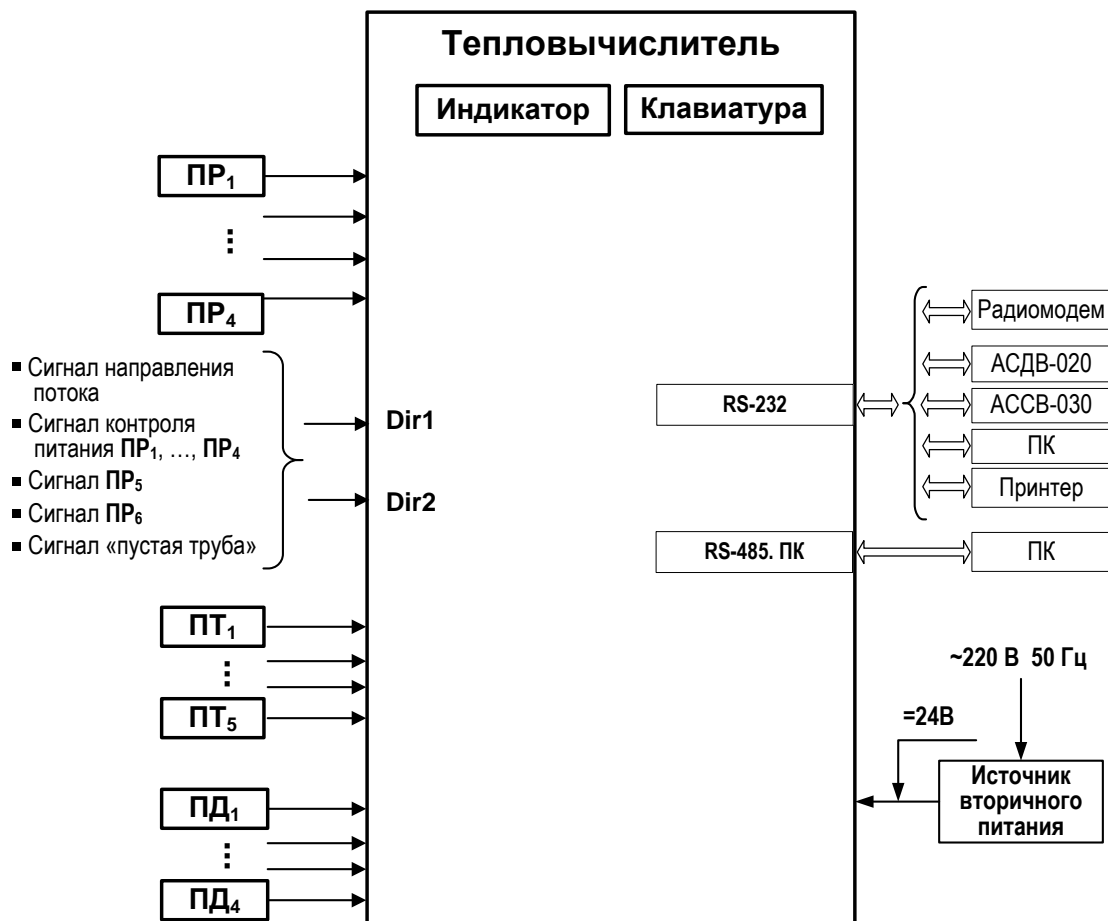 Тепловычислитель
Индикатор
Клавиатура
ПР₁
⋮
ПР₄
▪ Сигнал направления
потока
▪ Сигнал контроля
питания ПР₁, …, ПР₄
▪ Сигнал ПР₅
▪ Сигнал ПР₆
▪ Сигнал «пустая труба»
Dir1
Dir2
ПТ₁
⋮
ПТ₅
ПД₁
⋮
ПД₄
RS-232
RS-485. ПК
Радиомодем
АСДВ-020
АССВ-030
ПК
Принтер
ПК
~220 В 50 Гц
=24В
Источник
вторичного
питания